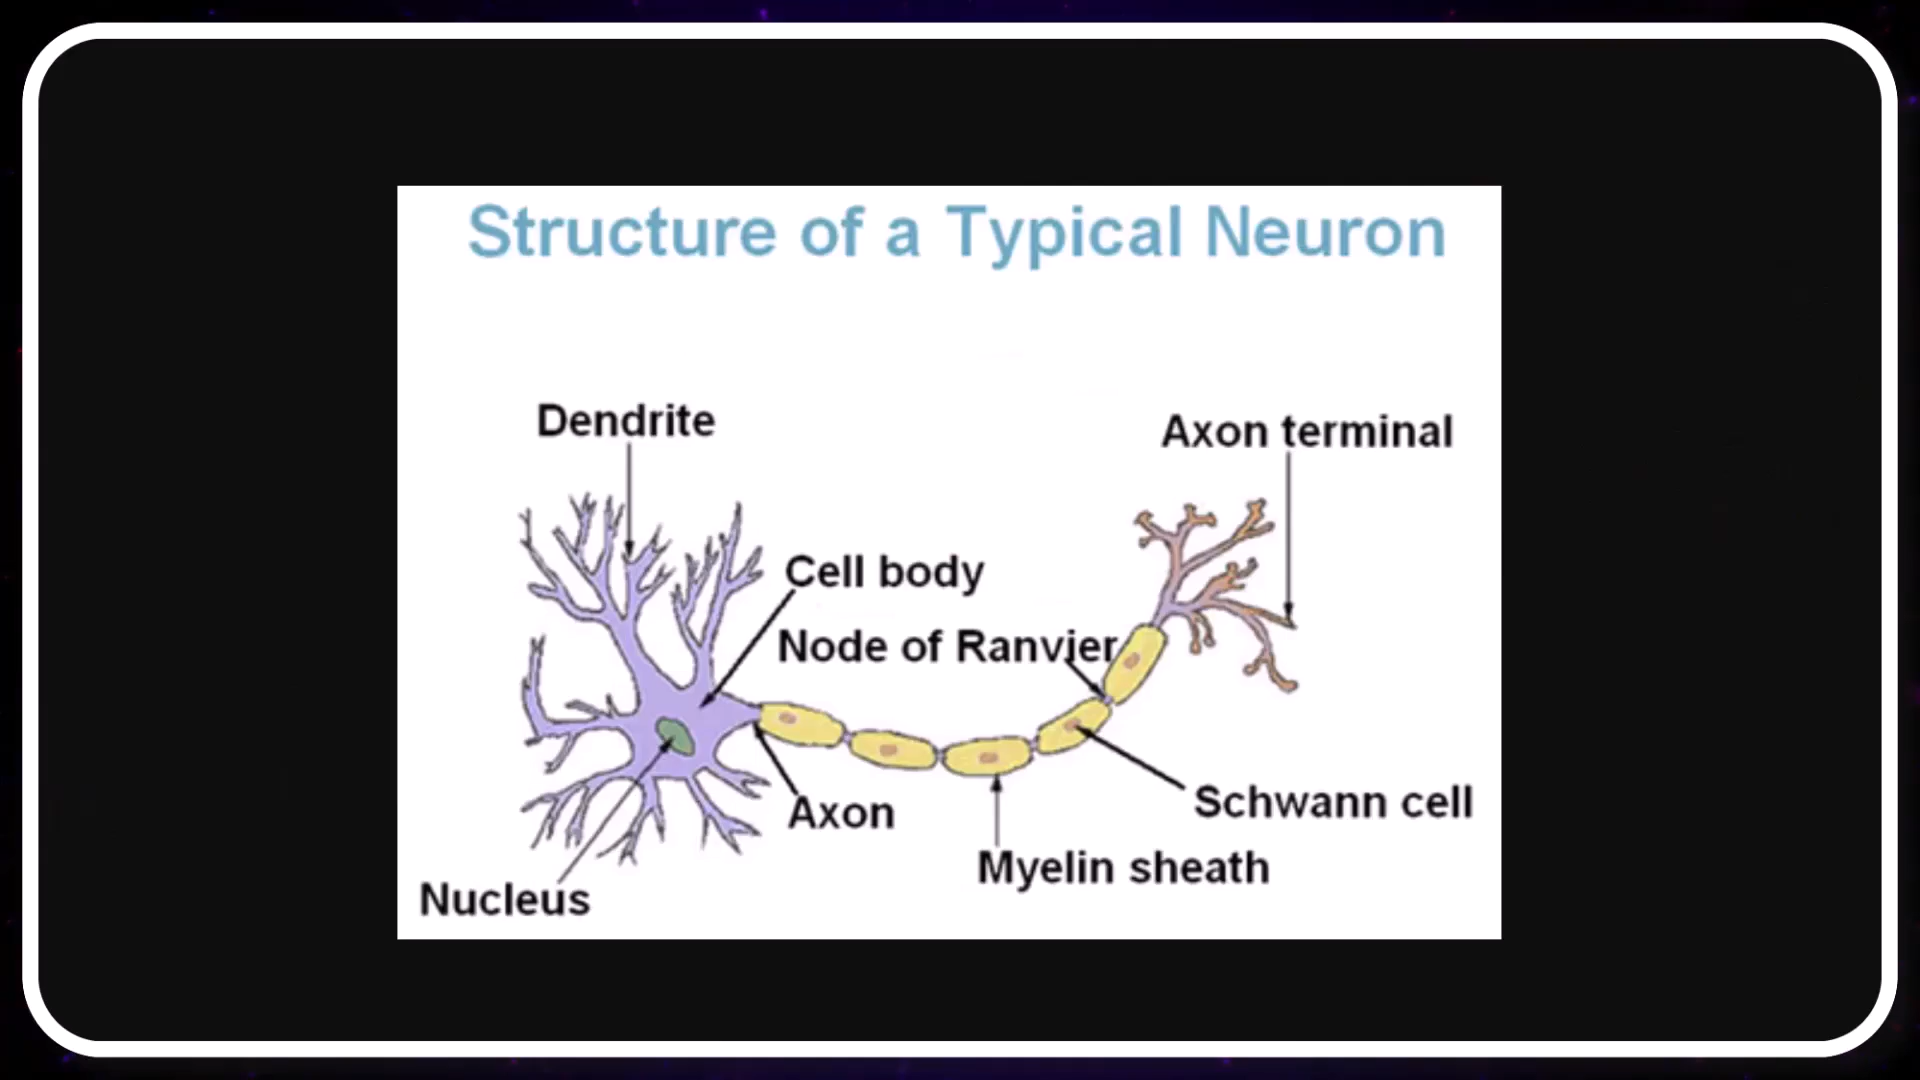 Structure of a Typical Neuron
Dendrite
Axon terminal
Cell body
Node of Ranvier
Axon
Schwann cell
Myelin sheath
Nucleus